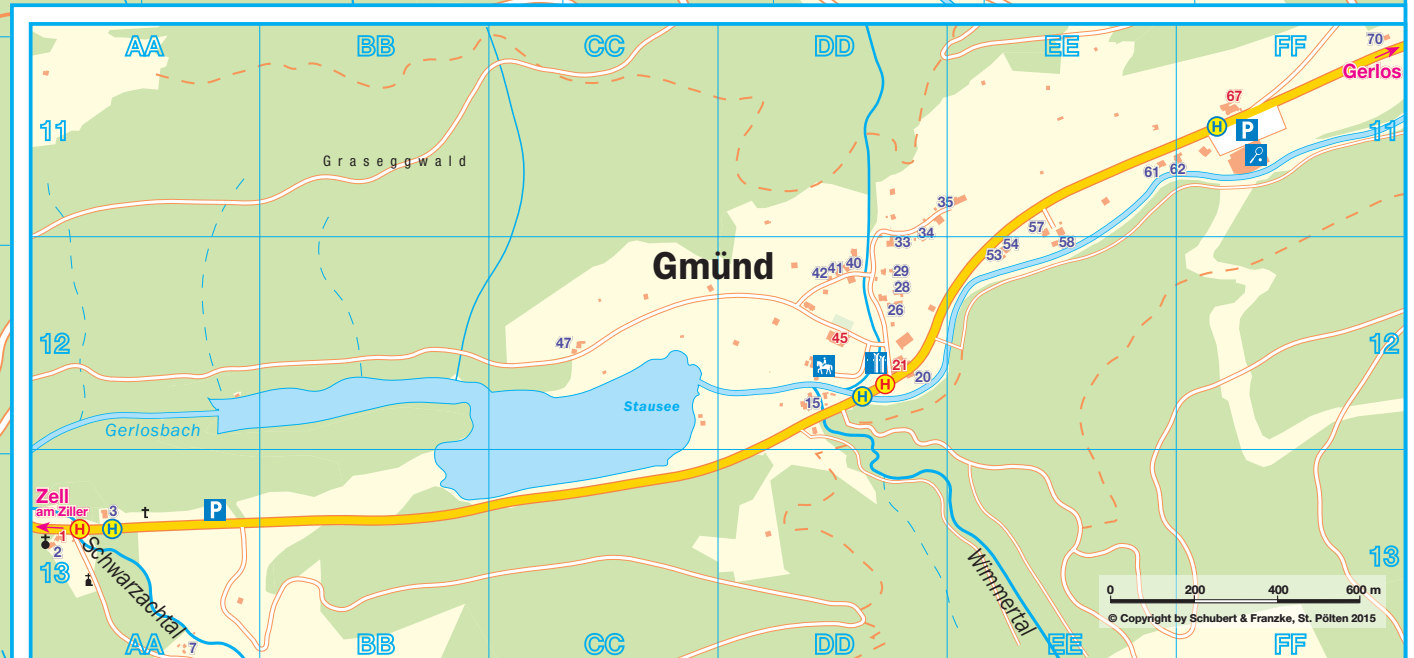 AA BB CC DD EE FF
70
Gerlos
67
H P
11 11
Graseggwald
61 62
35
34
33
57
58
54
53
Gmünd
42 41 40
29
28
26
12 12
47
45
21
20
H
H
15
Stausee
Gerlosbach
Zell
am Ziller
P
H H 3
1
2
13 13
Schwarzachtal
Wimmertal
7
0 200 400 600 m
© Copyright by Schubert & Franzke, St. Pölten 2015
AA BB CC DD EE FF